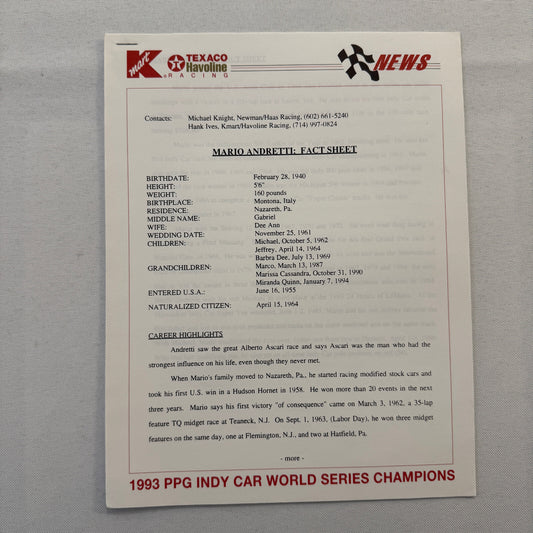 K mart
TEXACO
Havoline
RACING
NEWS
Contacts: Michael Knight, Newman/Haas Racing, (602) 661-5240
Hank Ives, Kmart/Havoline Racing, (714) 997-0824
MARIO ANDRETTI: FACT SHEET
BIRTHDATE: February 28, 1940
HEIGHT: 5'6"
WEIGHT: 160 pounds
BIRTHPLACE: Montona, Italy
RESIDENCE: Nazareth, Pa.
MIDDLE NAME: Gabriel
WIFE: Dee Ann
WEDDING DATE: November 25, 1961
CHILDREN: Michael, October 5, 1962
Jeffrey, April 14, 1964
Barbra Dee, July 13, 1969
GRANDCHILDREN: Marco, March 13, 1987
Marissa Cassandra, October 31, 1990
Miranda Quinn, January 7, 1994
ENTERED U.S.A.: June 16, 1955
NATURALIZED CITIZEN: April 15, 1964
CAREER HIGHLIGHTS
Andretti saw the great Alberto Ascari race and says Ascari was the man who had the
strongest influence on his life, even though they never met.
When Mario's family moved to Nazareth, Pa., he started racing modified stock cars and
took his first U.S. win in a Hudson Hornet in 1958. He won more than 20 events in the next
three years. Mario says his first victory "of consequence" came on March 3, 1962, a 35-lap
feature TQ midget race at Teaneck, N.J. On Sept. 1, 1963, (Labor Day), he won three midget
features on the same day, one at Flemington, N.J., and two at Hatfield, Pa.
- more -
1993 PPG INDY CAR WORLD SERIES CHAMPIONS